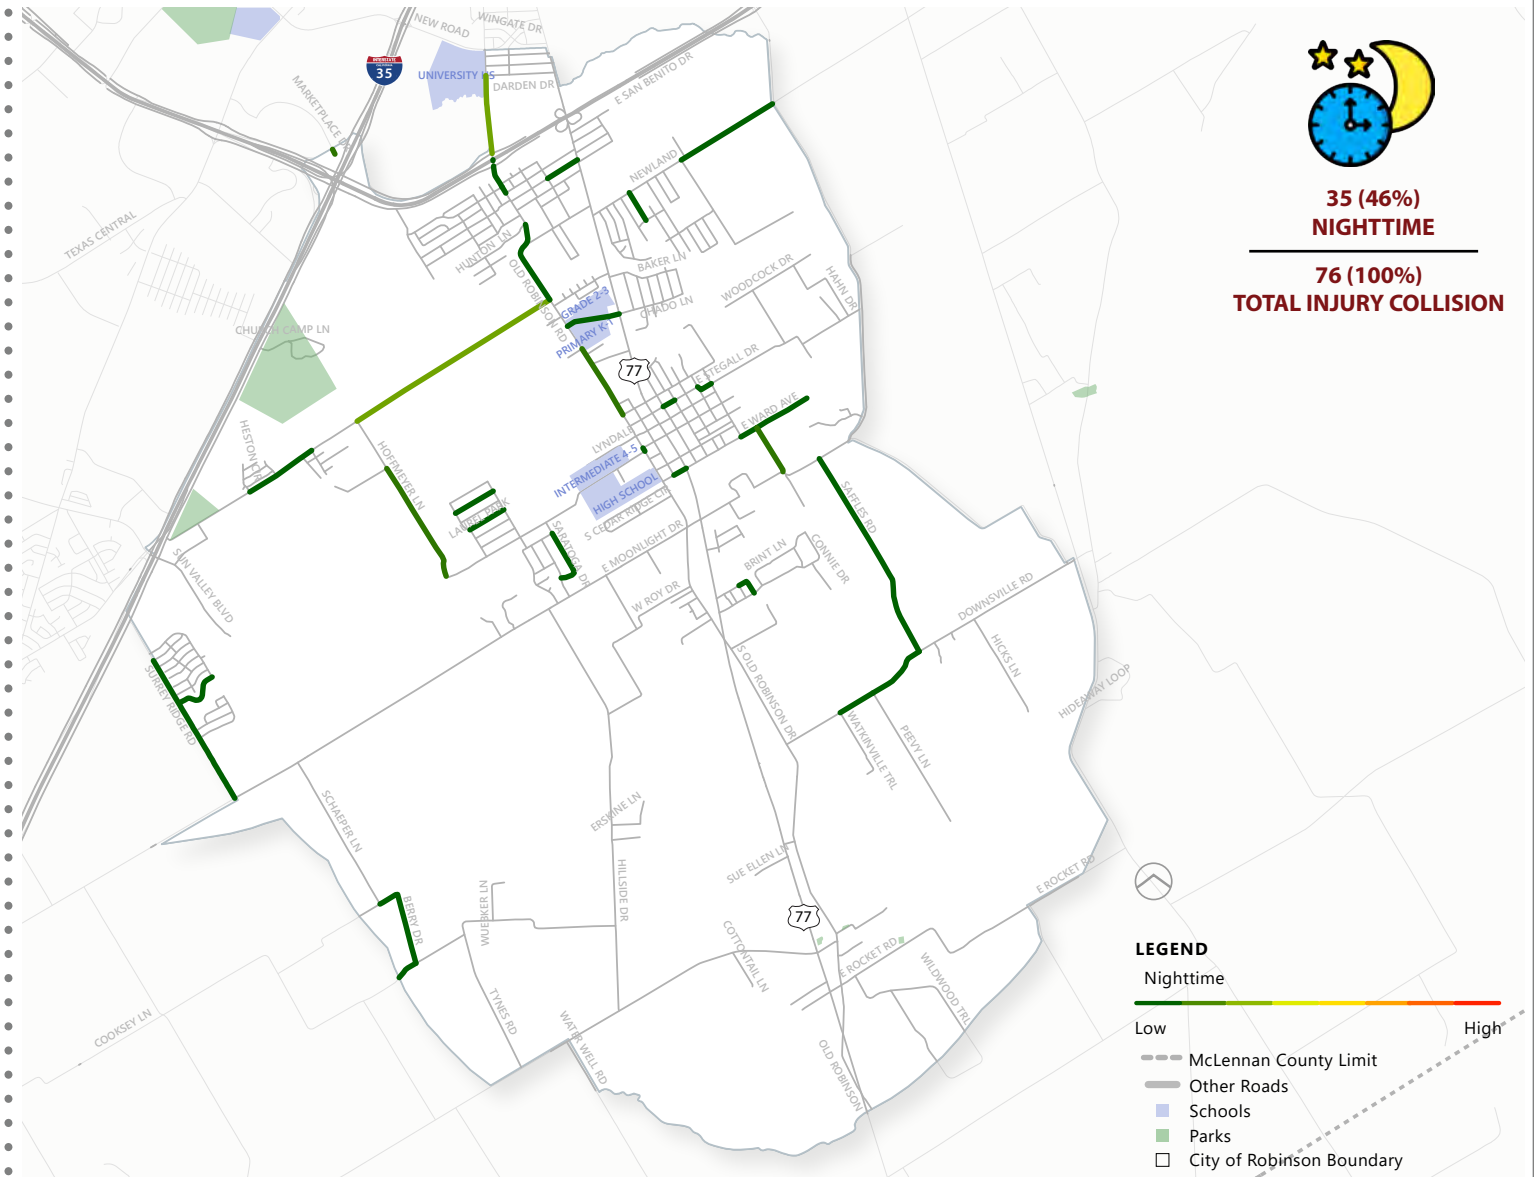 NEW ROAD
WINGATE DR
INTERSTATE
35
UNIVERSITY HS
DARDEN DR
E SAN BENITO DR
MARKETPLACE DR
NEWLAND
TEXAS CENTRAL
HUNTON LN
OLD ROBINSON RD
BAKER LN
WOODCOCK DR
HAHN DR
GRADE 2-3
CHADO LN
PRIMARY K-1
CHURCH CAMP LN
77
E STEGALL DR
E WARD AVE
LYNDALE
HESTON CIR
HOFFMEYER LN
INTERMEDIATE 4-5
HIGH SCHOOL
LAUREL PARK
S CEDAR RIDGE CIR
SAFFLES RD
SARATOGA DR
E MOONLIGHT DR
BRINT LN
CONNIE DR
SUN VALLEY BLVD
W ROY DR
DOWNSVILLE RD
HICKS LN
SURREY RIDGE RD
S OLD ROBINSON DR
HIDEAWAY LOOP
WATKINVILLE TRL
PEEVY LN
SCHAEPER LN
ERSKINE LN
SUE ELLEN LN
HILLSIDE DR
E ROCKET RD
BERRY DR
WUEBKER LN
77
COTTONTAIL LN
E ROCKET RD
WILDWOOD TRL
COOKSEY LN
TYNES RD
WATER WELL RD
OLD ROBINSON
35 (46%)
NIGHTTIME
76 (100%)
TOTAL INJURY COLLISION
LEGEND
Nighttime
Low High
McLennan County Limit
Other Roads
Schools
Parks
City of Robinson Boundary